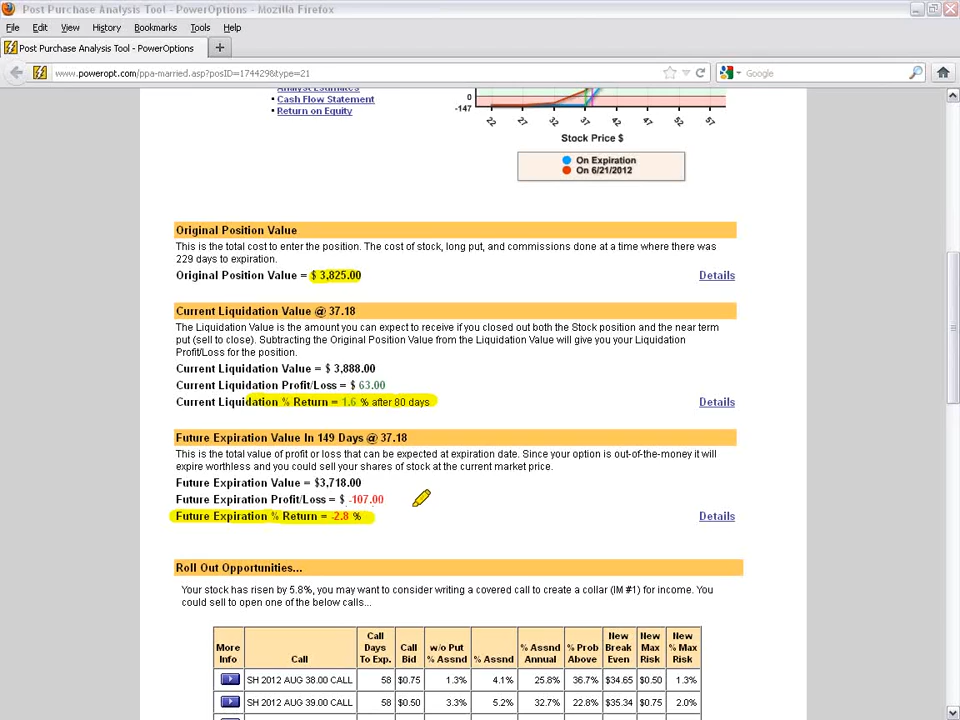 Post Purchase Analysis Tool - PowerOptions - Mozilla Firefox
File Edit View History Bookmarks Tools Help
Post Purchase Analysis Tool - PowerOptions
www.poweropt.com/ppa-married.asp?posID=1744298&type=21
Google
Analyst Estimates
Cash Flow Statement
Return on Equity
0
-147
22 27 32 37 42 47 52 57
Stock Price $
On Expiration
On 6/21/2012
Original Position Value
This is the total cost to enter the position. The cost of stock, long put, and commissions done at a time where there was
229 days to expiration.
Original Position Value = $ 3,825.00
Details
Current Liquidation Value @ 37.18
The Liquidation Value is the amount you can expect to receive if you closed out both the Stock position and the near term
put (sell to close). Subtracting the Original Position Value from the Liquidation Value will give you your Liquidation
Profit/Loss for the position.
Current Liquidation Value = $ 3,888.00
Current Liquidation Profit/Loss = $ 63.00
Current Liquidation % Return = 1.6 % after 80 days
Details
Future Expiration Value In 149 Days @ 37.18
This is the total value of profit or loss that can be expected at expiration date. Since your option is out-of-the-money it will
expire worthless and you could sell your shares of stock at the current market price.
Future Expiration Value = $3,718.00
Future Expiration Profit/Loss = $ -107.00
Future Expiration % Return = -2.8 %
Details
Roll Out Opportunities...
Your stock has risen by 5.8%, you may want to consider writing a covered call to create a collar (IM #1) for income. You
could sell to open one of the below calls...
More Info Call Call Days To Exp. Call Bid w/o Put % Assnd % Assnd % Assnd Annual % Prob Above New Break Even New Max Risk New % Max Risk
SH 2012 AUG 38.00 CALL 58 $0.75 1.3% 4.1% 25.8% 36.7% $34.65 $0.50 1.3%
SH 2012 AUG 39.00 CALL 58 $0.50 3.3% 5.2% 32.7% 22.8% $35.34 $0.75 2.0%